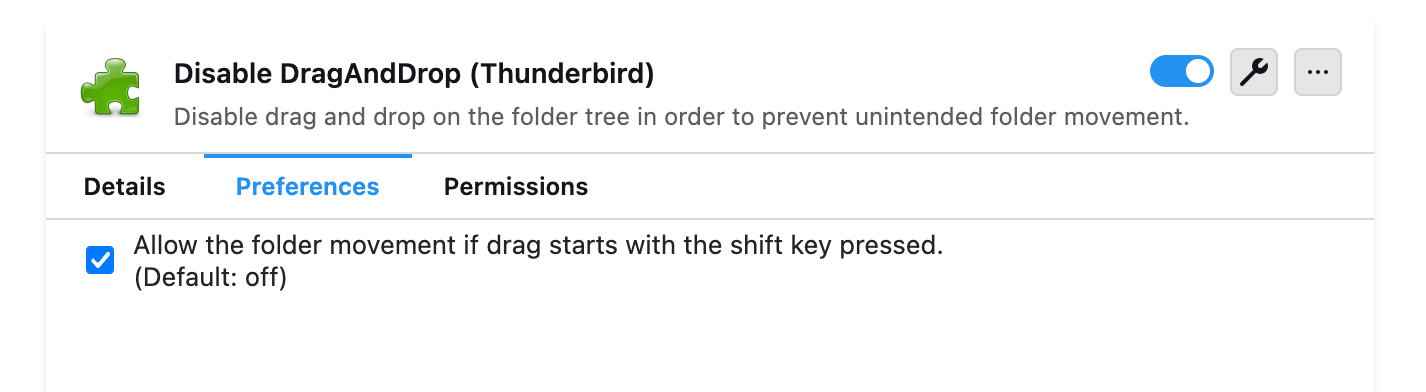 Disable DragAndDrop (Thunderbird)
Disable drag and drop on the folder tree in order to prevent unintended folder movement.
Details Preferences Permissions
Allow the folder movement if drag starts with the shift key pressed.
(Default: off)